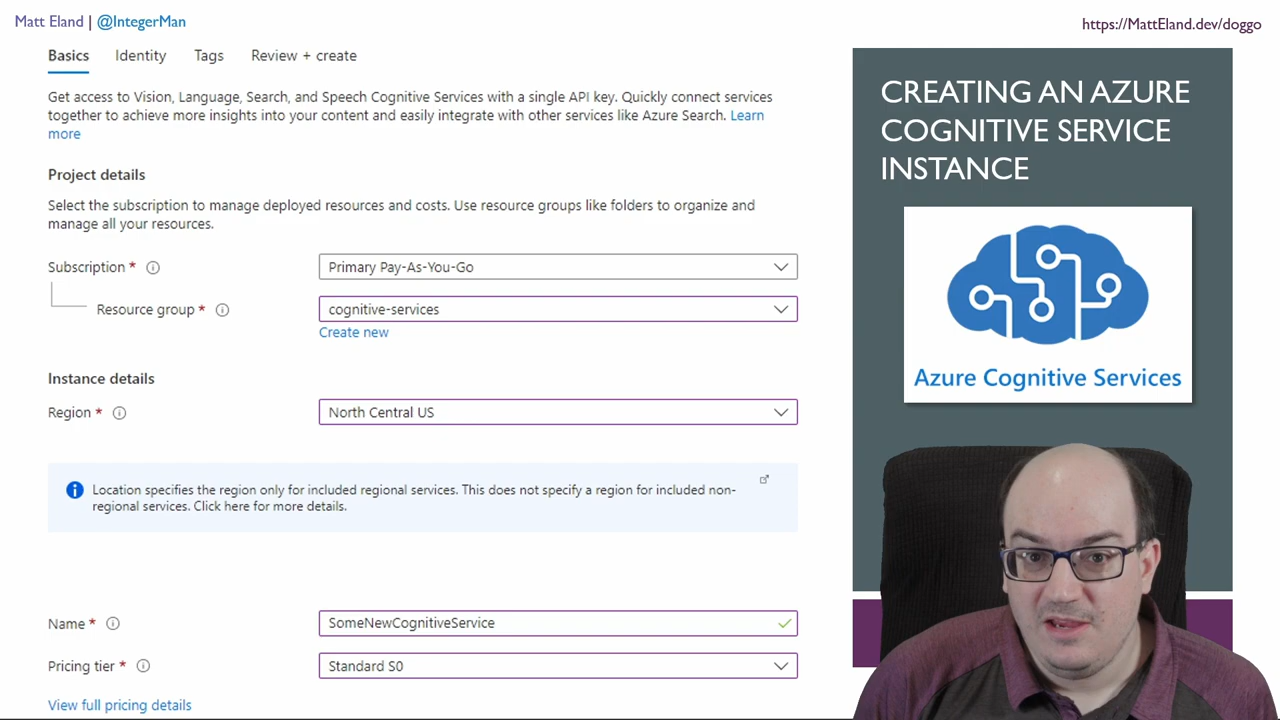 Matt Eland | @IntegerMan
https://MattEland.dev/doggo
Basics Identity Tags Review + create
Get access to Vision, Language, Search, and Speech Cognitive Services with a single API key. Quickly connect services
together to achieve more insights into your content and easily integrate with other services like Azure Search. Learn
more
Project details
Select the subscription to manage deployed resources and costs. Use resource groups like folders to organize and
manage all your resources.
Subscription *
Primary Pay-As-You-Go
Resource group *
cognitive-services
Create new
Instance details
Region *
North Central US
Location specifies the region only for included regional services. This does not specify a region for included non-
regional services. Click here for more details.
Name *
SomeNewCognitiveService
Pricing tier *
Standard S0
View full pricing details
CREATING AN AZURE
COGNITIVE SERVICE
INSTANCE
Azure Cognitive Services